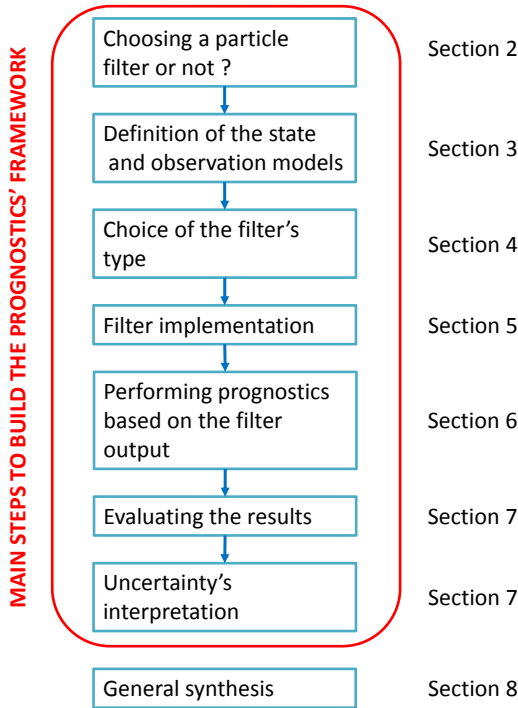 MAIN STEPS TO BUILD THE PROGNOSTICS' FRAMEWORK
Choosing a particle
filter or not ?
Section 2
Definition of the state
and observation models
Section 3
Choice of the filter's
type
Section 4
Filter implementation
Section 5
Performing prognostics
based on the filter
output
Section 6
Evaluating the results
Section 7
Uncertainty's
interpretation
Section 7
General synthesis
Section 8